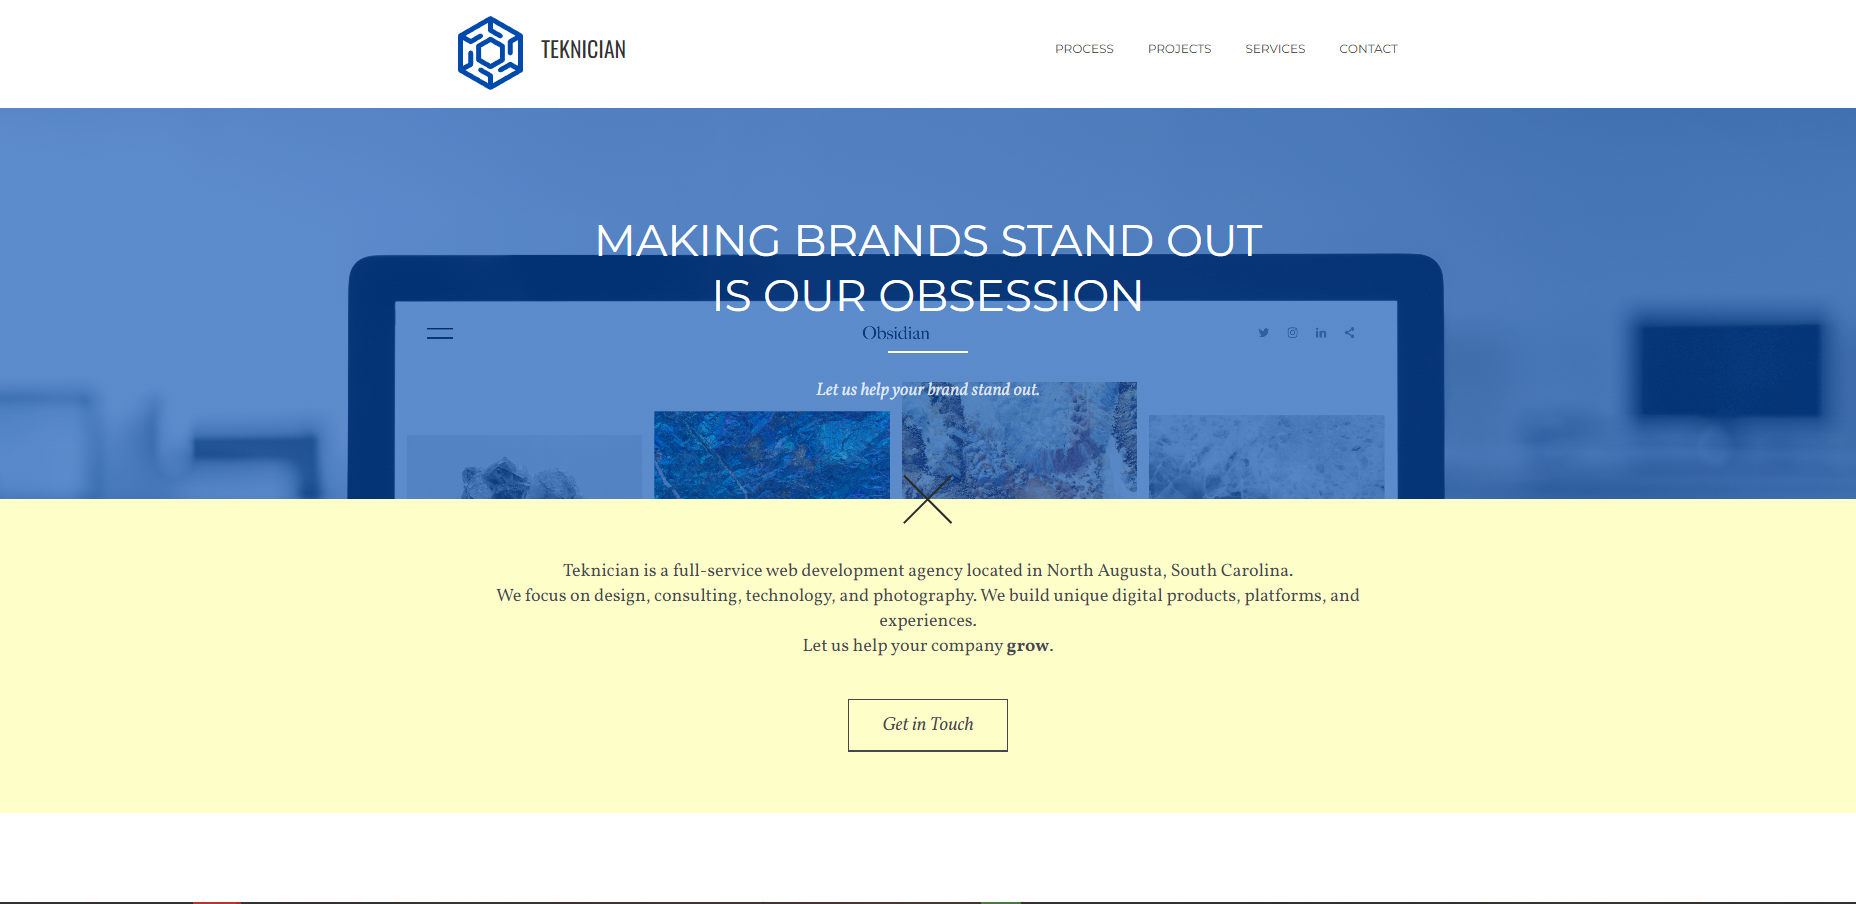 TEKNICIAN
PROCESS PROJECTS SERVICES CONTACT
MAKING BRANDS STAND OUT
IS OUR OBSESSION
Obsidian
Let us help your brand stand out.
Teknician is a full-service web development agency located in North Augusta, South Carolina.
We focus on design, consulting, technology, and photography. We build unique digital products, platforms, and
experiences.
Let us help your company grow.
Get in Touch